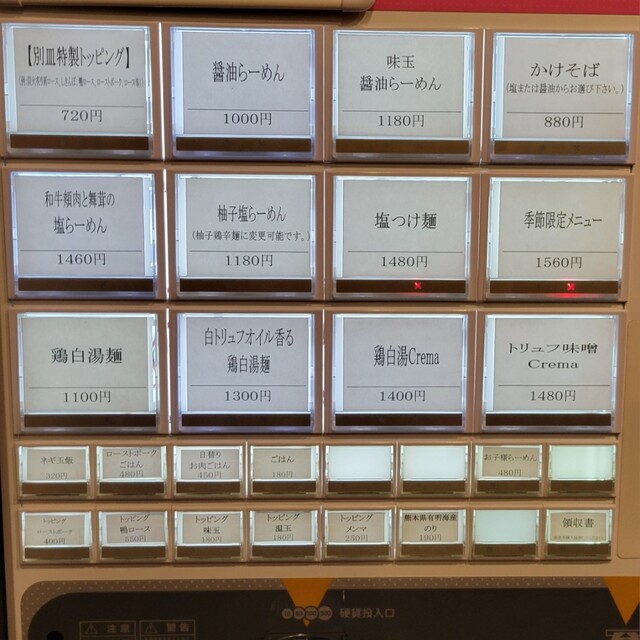 【別皿特製トッピング】
720円
醤油らーめん
1000円
味玉
醤油らーめん
1180円
かけそば
(塩または醤油からお選び下さい。)
880円
和牛頬肉と舞茸の
塩らーめん
1460円
柚子塩らーめん
(柚子鶏辛麺に変更可能です。)
1180円
塩つけ麺
1480円
季節限定メニュー
1560円
鶏白湯麺
1100円
白トリュフオイル香る
鶏白湯麺
1300円
鶏白湯Crema
1400円
トリュフ味噌
Crema
1480円
ネギ玉飯
320円
ローストポーク
ごはん
480円
日替り
お肉ごはん
450円
ごはん
180円
お子様らーめん
480円
トッピング
ローストポーク
400円
トッピング
鴨ロース
550円
トッピング
味玉
180円
トッピング
温玉
180円
トッピング
メンマ
250円
熊本県有明海産
のり
190円
領収書
注意
警告
硬貨投入口